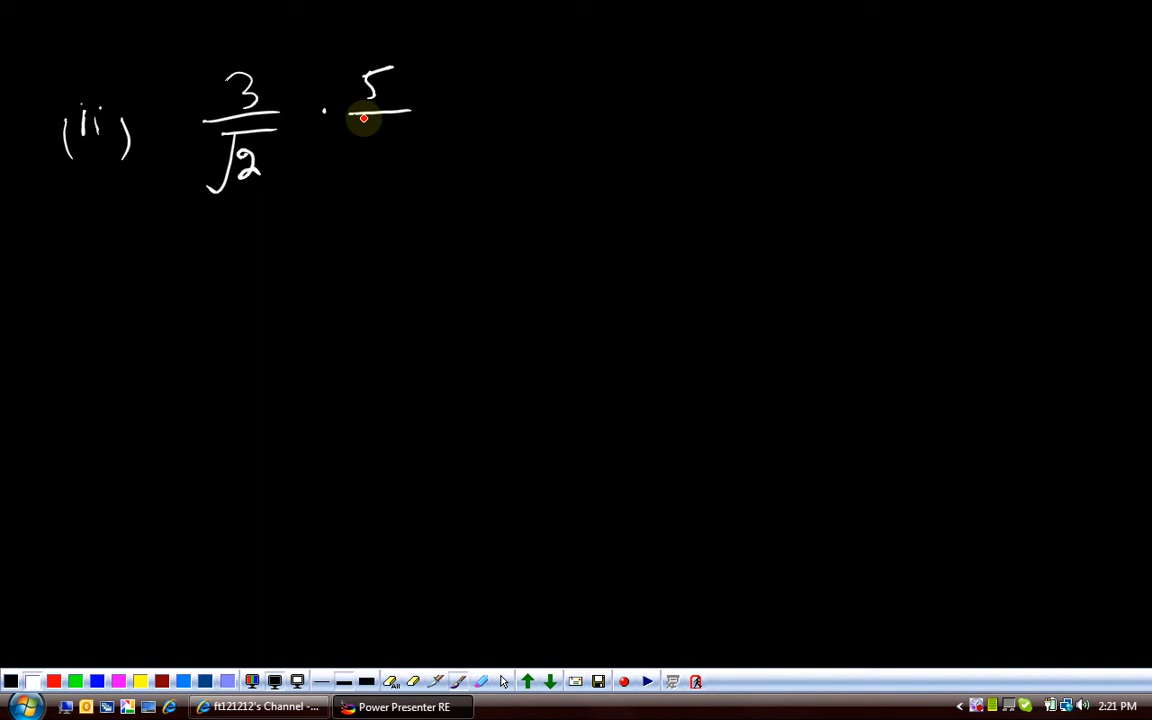 (ii) 3/√2 · 5/
ft121212's Channel -... Power Presenter RE 2:21 PM